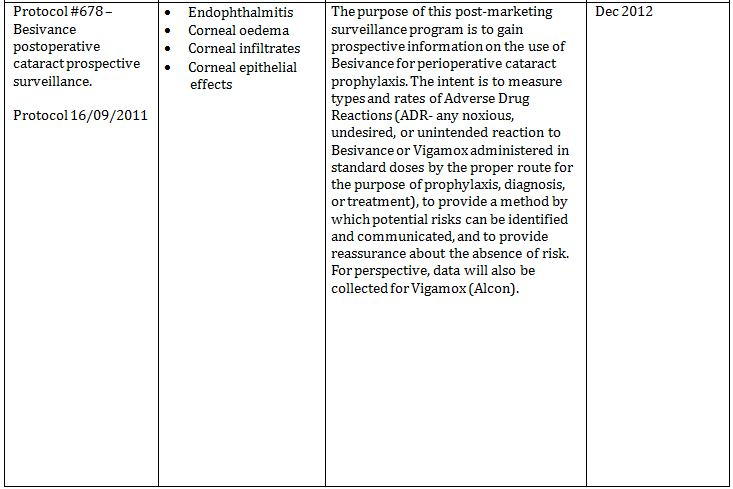 Protocol #678 –
Besivance
postoperative
cataract prospective
surveillance.
Protocol 16/09/2011
• Endophthalmitis
• Corneal oedema
• Corneal infiltrates
• Corneal epithelial
effects
The purpose of this post-marketing
surveillance program is to gain
prospective information on the use of
Besivance for perioperative cataract
prophylaxis. The intent is to measure
types and rates of Adverse Drug
Reactions (ADR- any noxious,
undesired, or unintended reaction to
Besivance or Vigamox administered in
standard doses by the proper route for
the purpose of prophylaxis, diagnosis,
or treatment), to provide a method by
which potential risks can be identified
and communicated, and to provide
reassurance about the absence of risk.
For perspective, data will also be
collected for Vigamox (Alcon).
Dec 2012